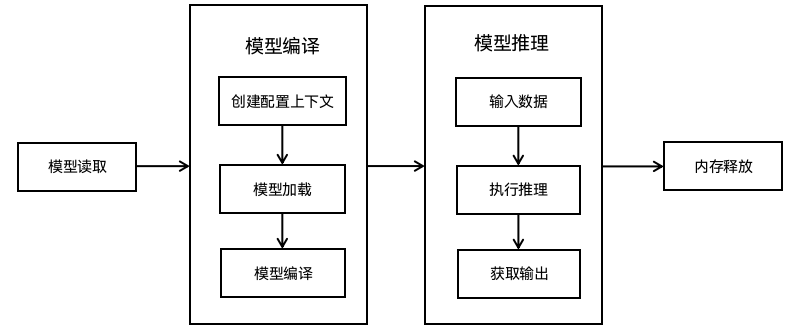 模型读取
模型编译
创建配置上下文
模型加载
模型编译
模型推理
输入数据
执行推理
获取输出
内存释放